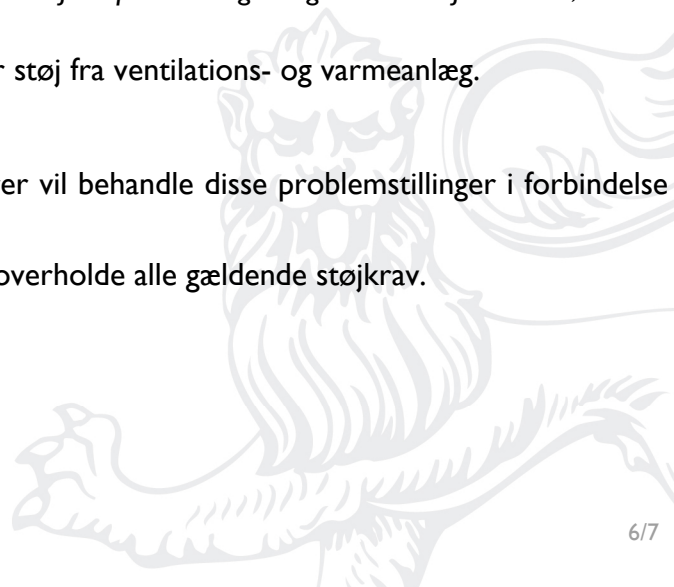 r støj fra ventilations- og varmeanlæg.
er vil behandle disse problemstillinger i forbindelse
overholde alle gældende støjkrav.
6/7